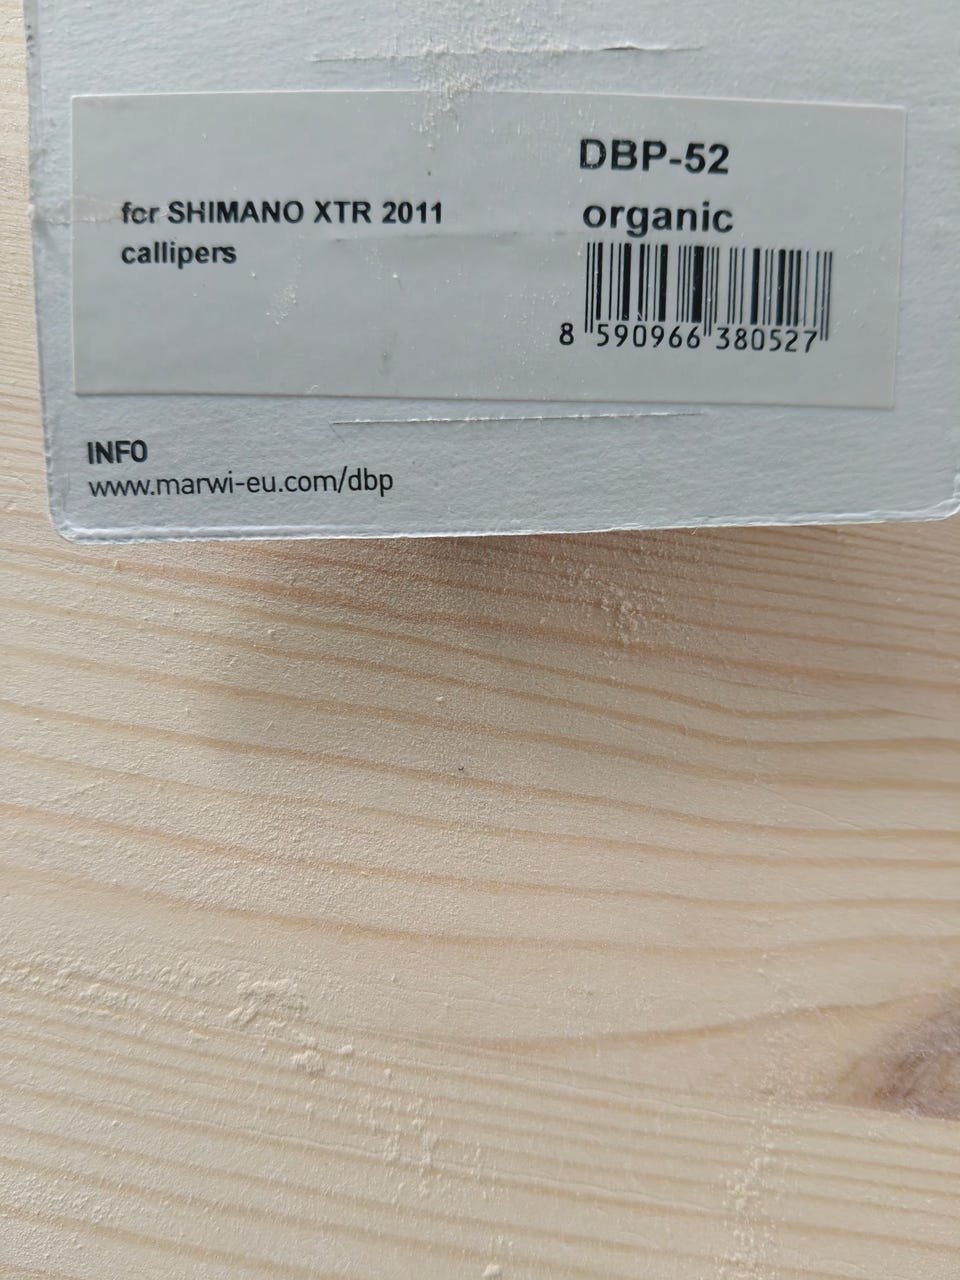 DBP-52
for SHIMANO XTR 2011
organic
callipers
8 590966 380527
INFO
www.marwi-eu.com/dbp